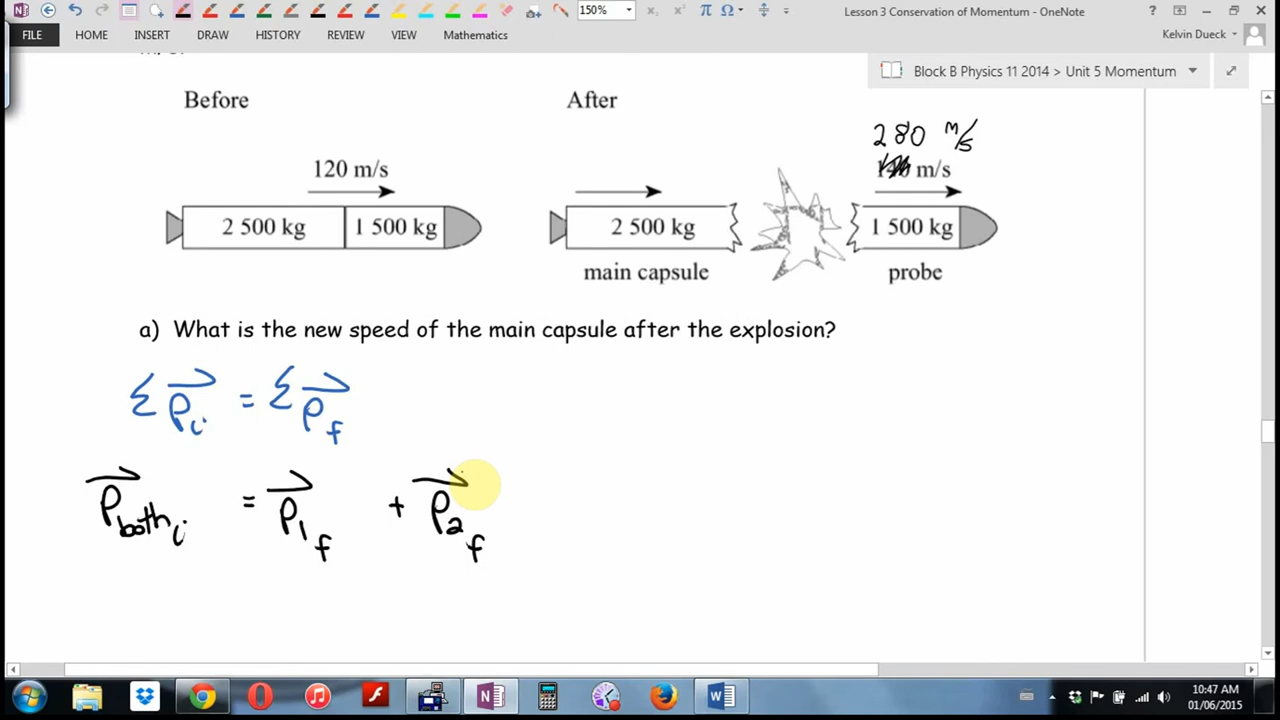 150%
Lesson 3 Conservation of Momentum - OneNote
FILE HOME INSERT DRAW HISTORY REVIEW VIEW Mathematics
Kelvin Dueck
Block B Physics 11 2014 > Unit 5 Momentum
Before After
280 m/s
120 m/s m/s
2 500 kg 1 500 kg 2 500 kg 1 500 kg
main capsule probe
a) What is the new speed of the main capsule after the explosion?
Σ p⃗i = Σ p⃗f
p⃗both i = p⃗1f + p⃗2f
10:47 AM
01/06/2015